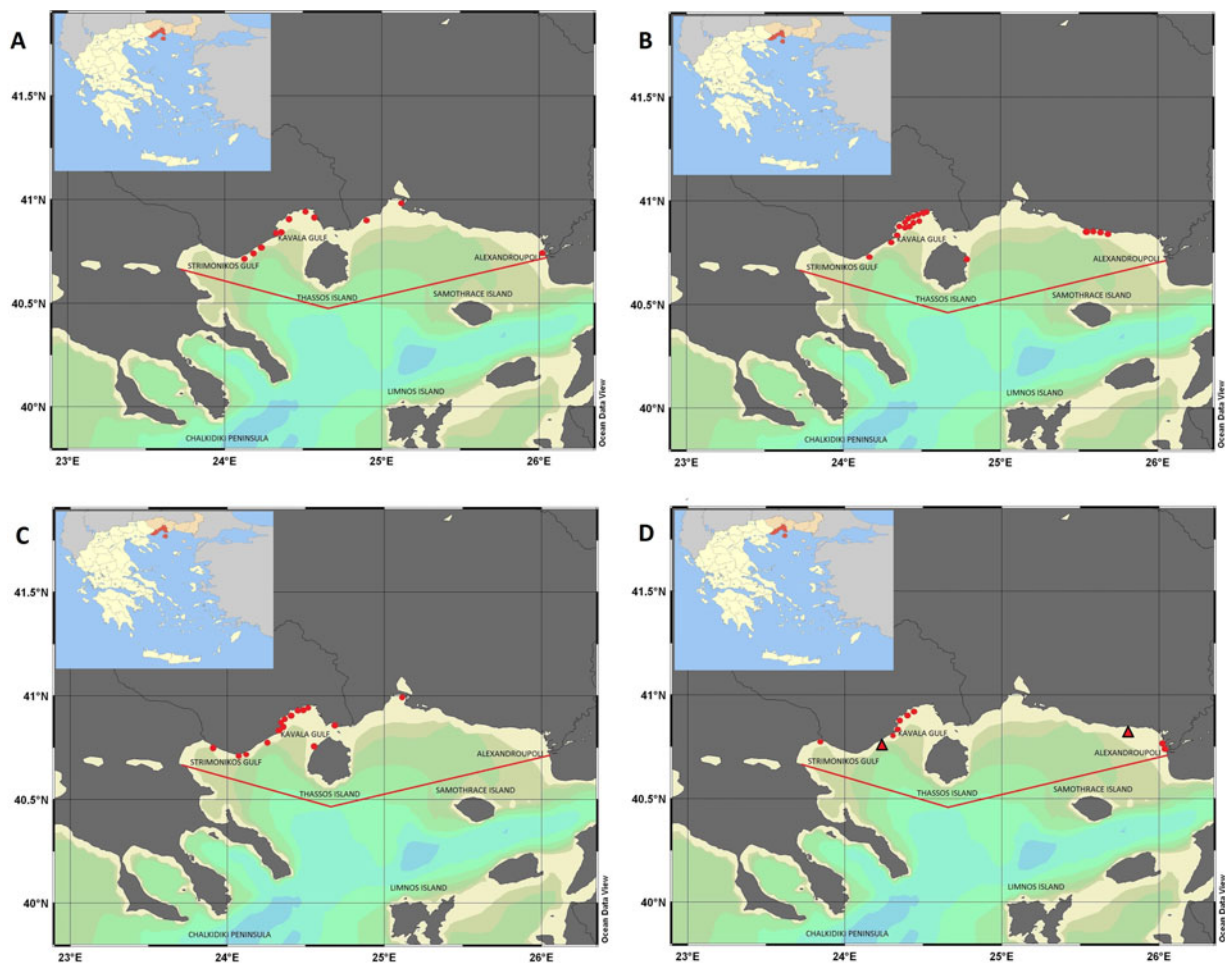 A
41.5°N
41°N
40.5°N
40°N
23°E
24°E
25°E
26°E
KAVALA GULF
STRIMONIKOS GULF
ALEXANDROUPOLI
THASSOS ISLAND
SAMOTHRACE ISLAND
LIMNOS ISLAND
CHALKIDIKI PENINSULA
Ocean Data View
B
41.5°N
41°N
40.5°N
40°N
23°E
24°E
25°E
26°E
KAVALA GULF
STRIMONIKOS GULF
ALEXANDROUPOLI
THASSOS ISLAND
SAMOTHRACE ISLAND
LIMNOS ISLAND
CHALKIDIKI PENINSULA
Ocean Data View
C
41.5°N
41°N
40.5°N
40°N
23°E
24°E
25°E
26°E
KAVALA GULF
STRIMONIKOS GULF
ALEXANDROUPOLI
THASSOS ISLAND
SAMOTHRACE ISLAND
LIMNOS ISLAND
CHALKIDIKI PENINSULA
Ocean Data View
D
41.5°N
41°N
40.5°N
40°N
23°E
24°E
25°E
26°E
KAVALA GULF
STRIMONIKOS GULF
ALEXANDROUPOLI
THASSOS ISLAND
SAMOTHRACE ISLAND
LIMNOS ISLAND
CHALKIDIKI PENINSULA
Ocean Data View